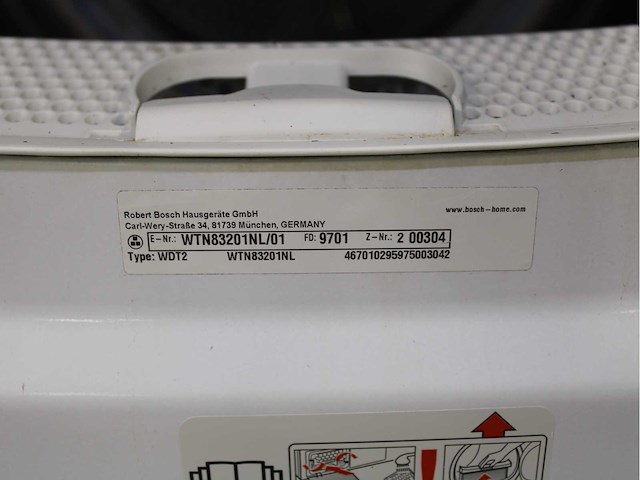 Robert Bosch Hausgeräte GmbH
www.bosch-home.com
Carl-Wery-Straße 34, 81739 München, GERMANY
E-Nr.: WTN83201NL/01 FD: 9701 Z-Nr.: 2 00304
Type: WDT2 WTN83201NL 467010295975003042